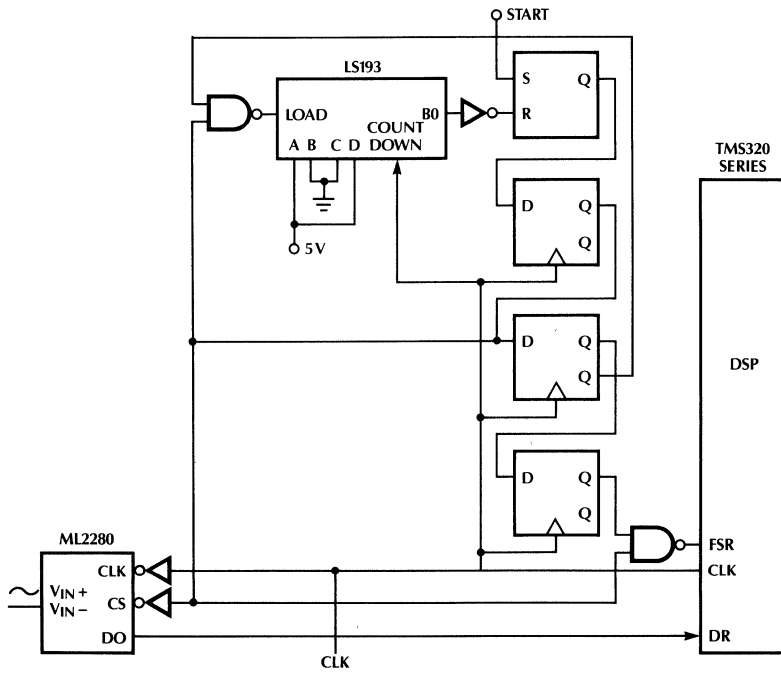 START
LS193
LOAD
B0
COUNT
DOWN
A B C D
5 V
S Q
R
D Q
Q
D Q
Q
D Q
Q
TMS320
SERIES
DSP
FSR
CLK
DR
ML2280
CLK
VIN +
VIN −
CS
DO
CLK